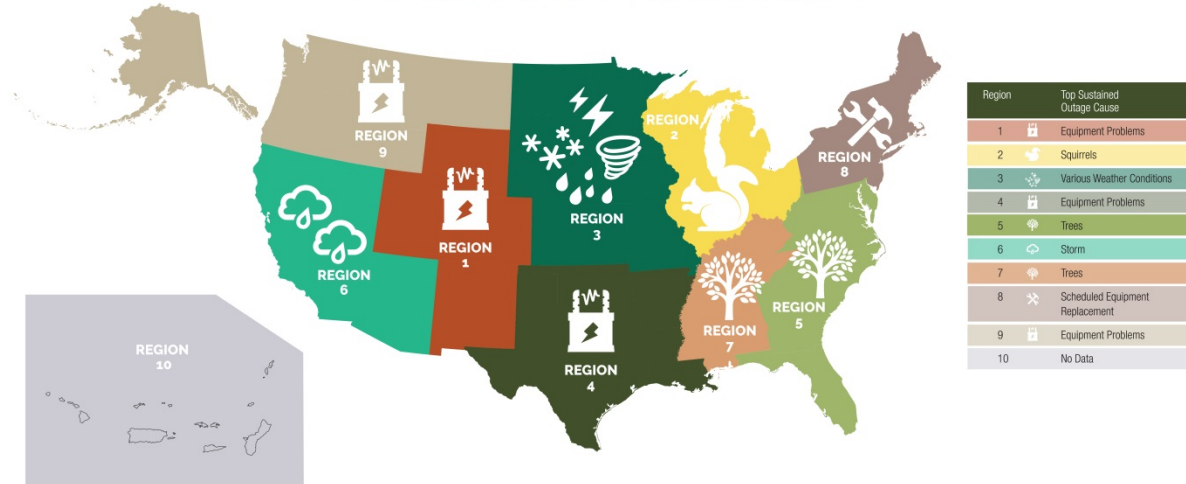 REGION
9
REGION
2
REGION
8
REGION
3
REGION
1
REGION
6
REGION
5
REGION
7
REGION
4
REGION
10
Region Top Sustained
Outage Cause
1 Equipment Problems
2 Squirrels
3 Various Weather Conditions
4 Equipment Problems
5 Trees
6 Storm
7 Trees
8 Scheduled Equipment
Replacement
9 Equipment Problems
10 No Data